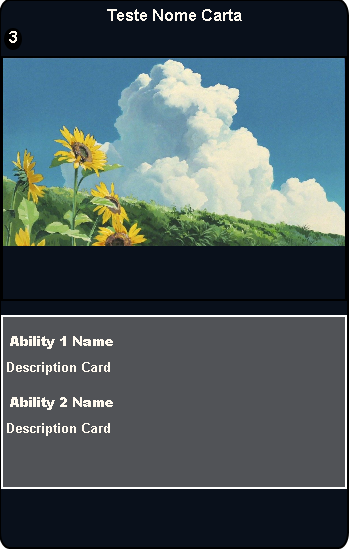 Teste Nome Carta
3
Ability 1 Name
Description Card
Ability 2 Name
Description Card